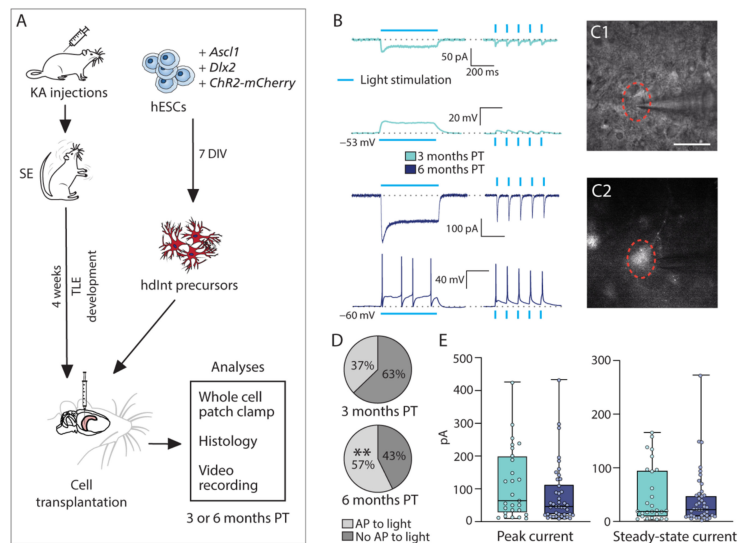 A
KA injections
+ Ascl1
+ Dlx2
+ ChR2-mCherry
hESCs
SE
7 DIV
4 weeks
TLE
development
hdInt precursors
Analyses
Whole cell
patch clamp
Histology
Video
recording
Cell
transplantation
3 or 6 months PT
B
50 pA
200 ms
Light stimulation
20 mV
−53 mV
3 months PT
6 months PT
100 pA
40 mV
−60 mV
C1
C2
D
37%
63%
3 months PT
**
57%
43%
6 months PT
AP to light
No AP to light
E
500
400
300
200
100
0
pA
Peak current
300
200
100
0
Steady-state current